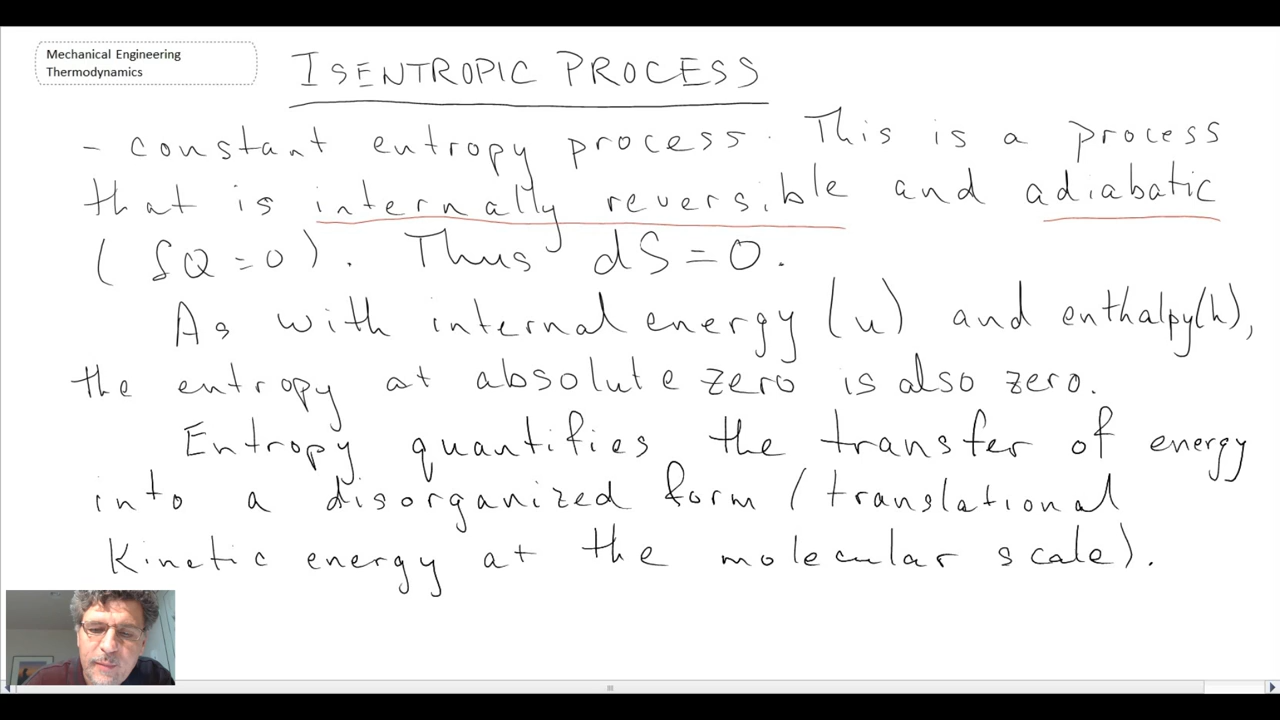 Mechanical Engineering
Thermodynamics
ISENTROPIC PROCESS
- constant entropy process. This is a process
that is internally reversible and adiabatic
(δQ=0). Thus dS=0.
As with internal energy (u) and enthalpy(h),
the entropy at absolute zero is also zero.
Entropy quantifies the transfer of energy
into a disorganized form (translational
Kinetic energy at the molecular scale).